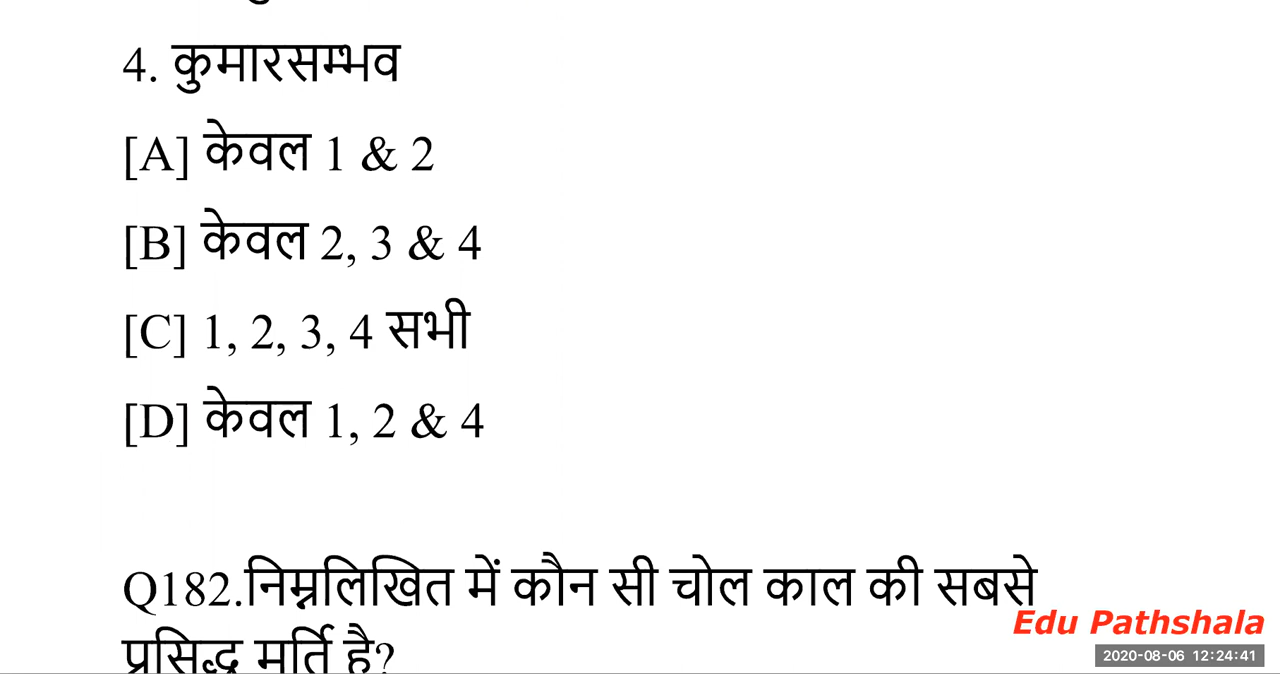 4. कुमारसम्भव
[A] केवल 1 & 2
[B] केवल 2, 3 & 4
[C] 1, 2, 3, 4 सभी
[D] केवल 1, 2 & 4
Q182.निम्नलिखित में कौन सी चोल काल की सबसे
प्रसिद्ध मूर्ति है?
Edu Pathshala
2020-08-06 12:24:41